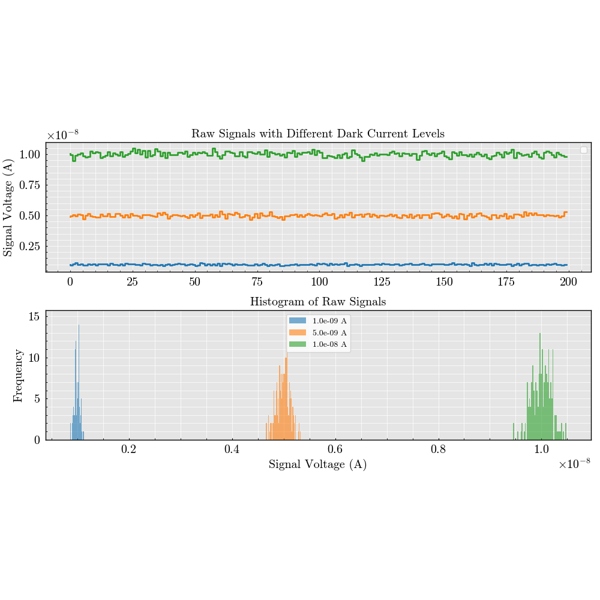 Raw Signals with Different Dark Current Levels
×10⁻⁸
1.00
0.75
0.50
0.25
Signal Voltage (A)
0 25 50 75 100 125 150 175 200
Histogram of Raw Signals
15
10
5
0
Frequency
1.0e-09 A
5.0e-09 A
1.0e-08 A
0.2 0.4 0.6 0.8 1.0
Signal Voltage (A)
×10⁻⁸